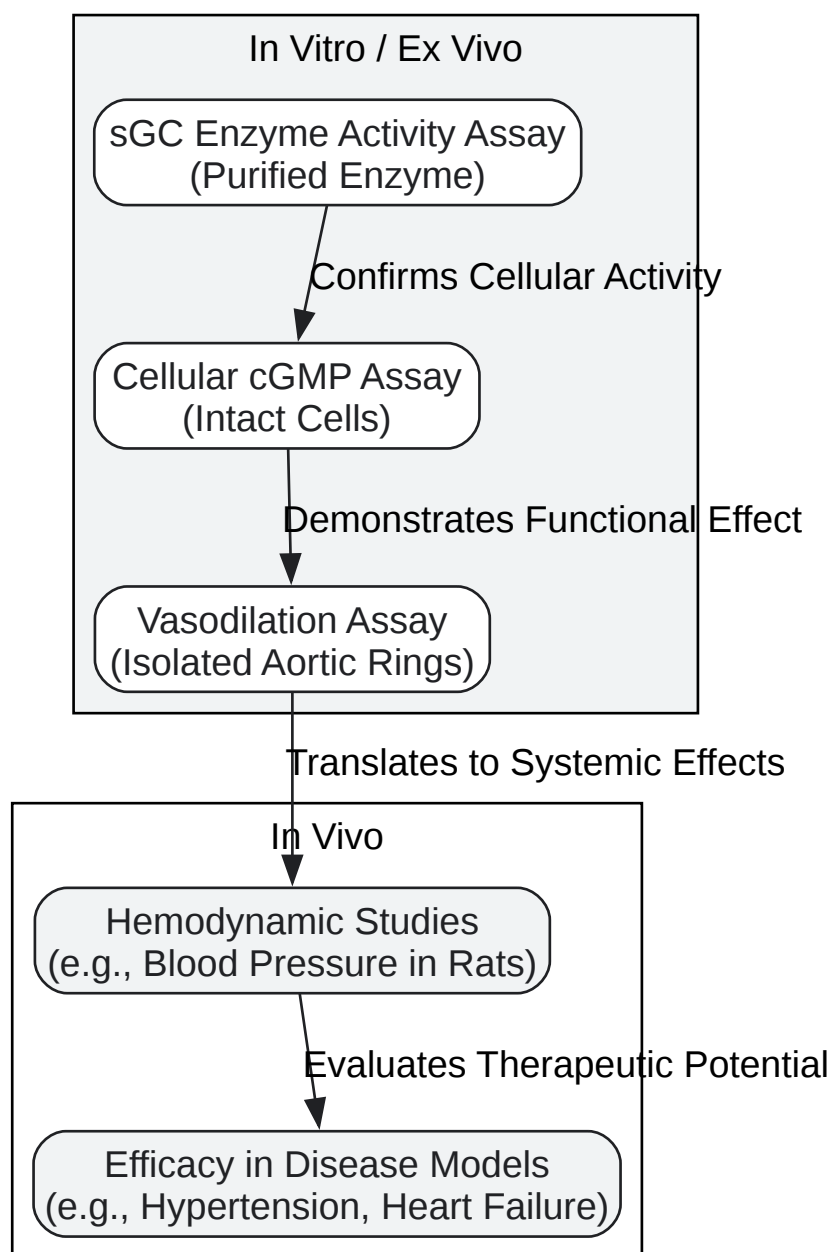 In Vitro / Ex Vivo
sGC Enzyme Activity Assay
(Purified Enzyme)
Confirms Cellular Activity
Cellular cGMP Assay
(Intact Cells)
Demonstrates Functional Effect
Vasodilation Assay
(Isolated Aortic Rings)
Translates to Systemic Effects
In Vivo
Hemodynamic Studies
(e.g., Blood Pressure in Rats)
Evaluates Therapeutic Potential
Efficacy in Disease Models
(e.g., Hypertension, Heart Failure)